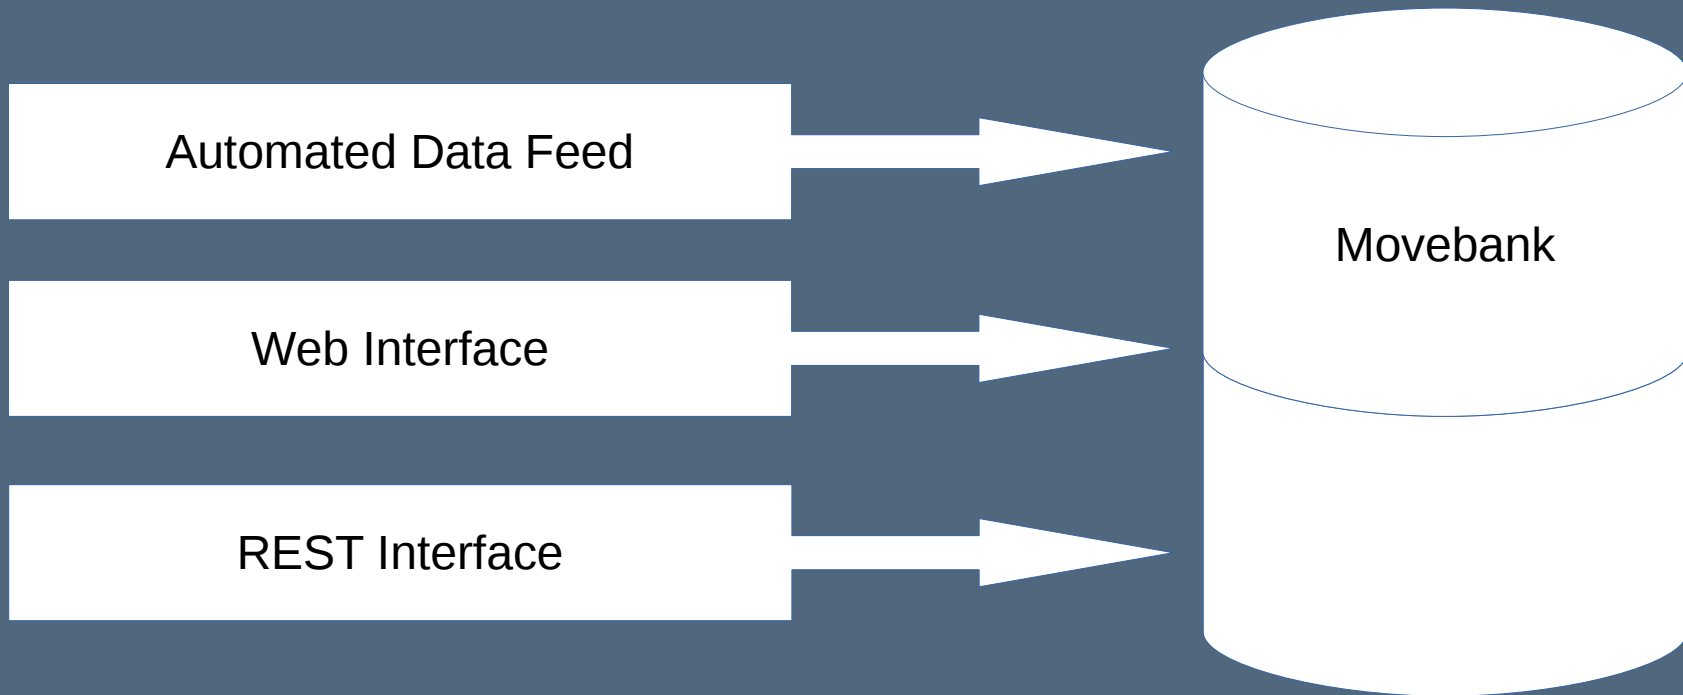 Automated Data Feed
Movebank
Web Interface
REST Interface